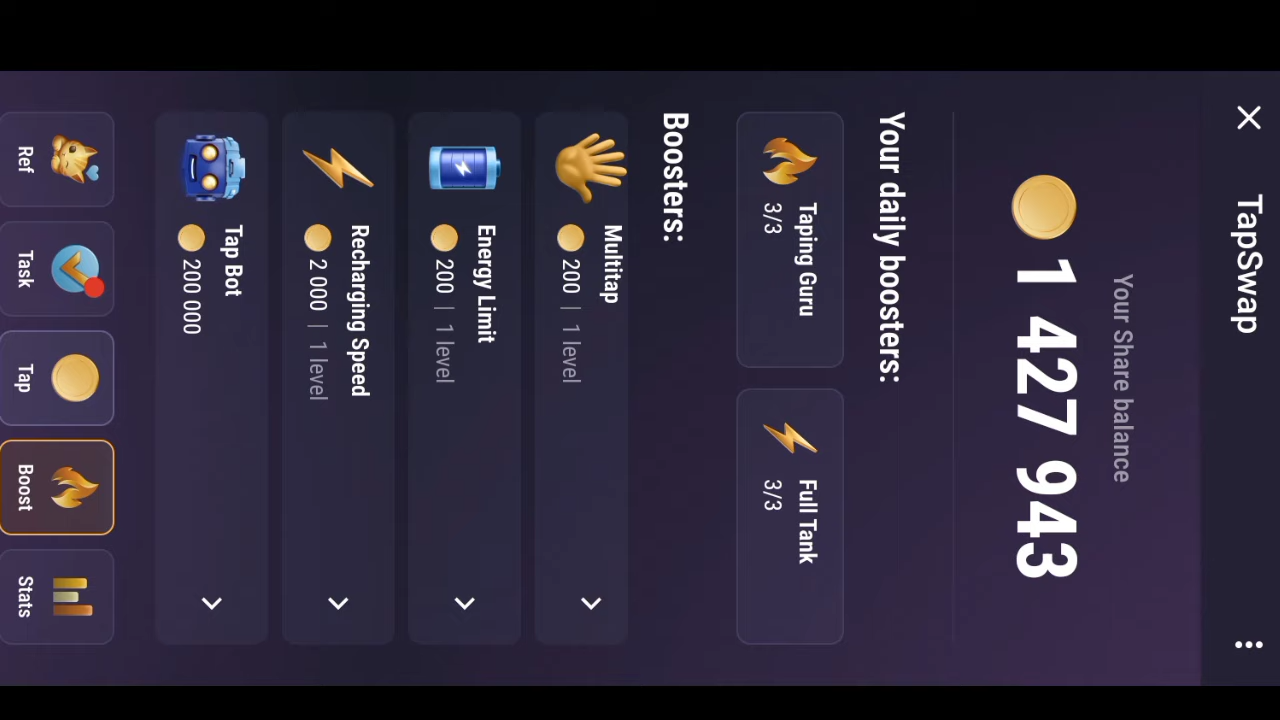 TapSwap
Your Share balance
1 427 943
Your daily boosters:
Taping Guru
3/3
Full Tank
3/3
Boosters:
Multitap
200 | 1 level
Energy Limit
200 | 1 level
Recharging Speed
2 000 | 1 level
Tap Bot
200 000
Ref
Task
Tap
Boost
Stats